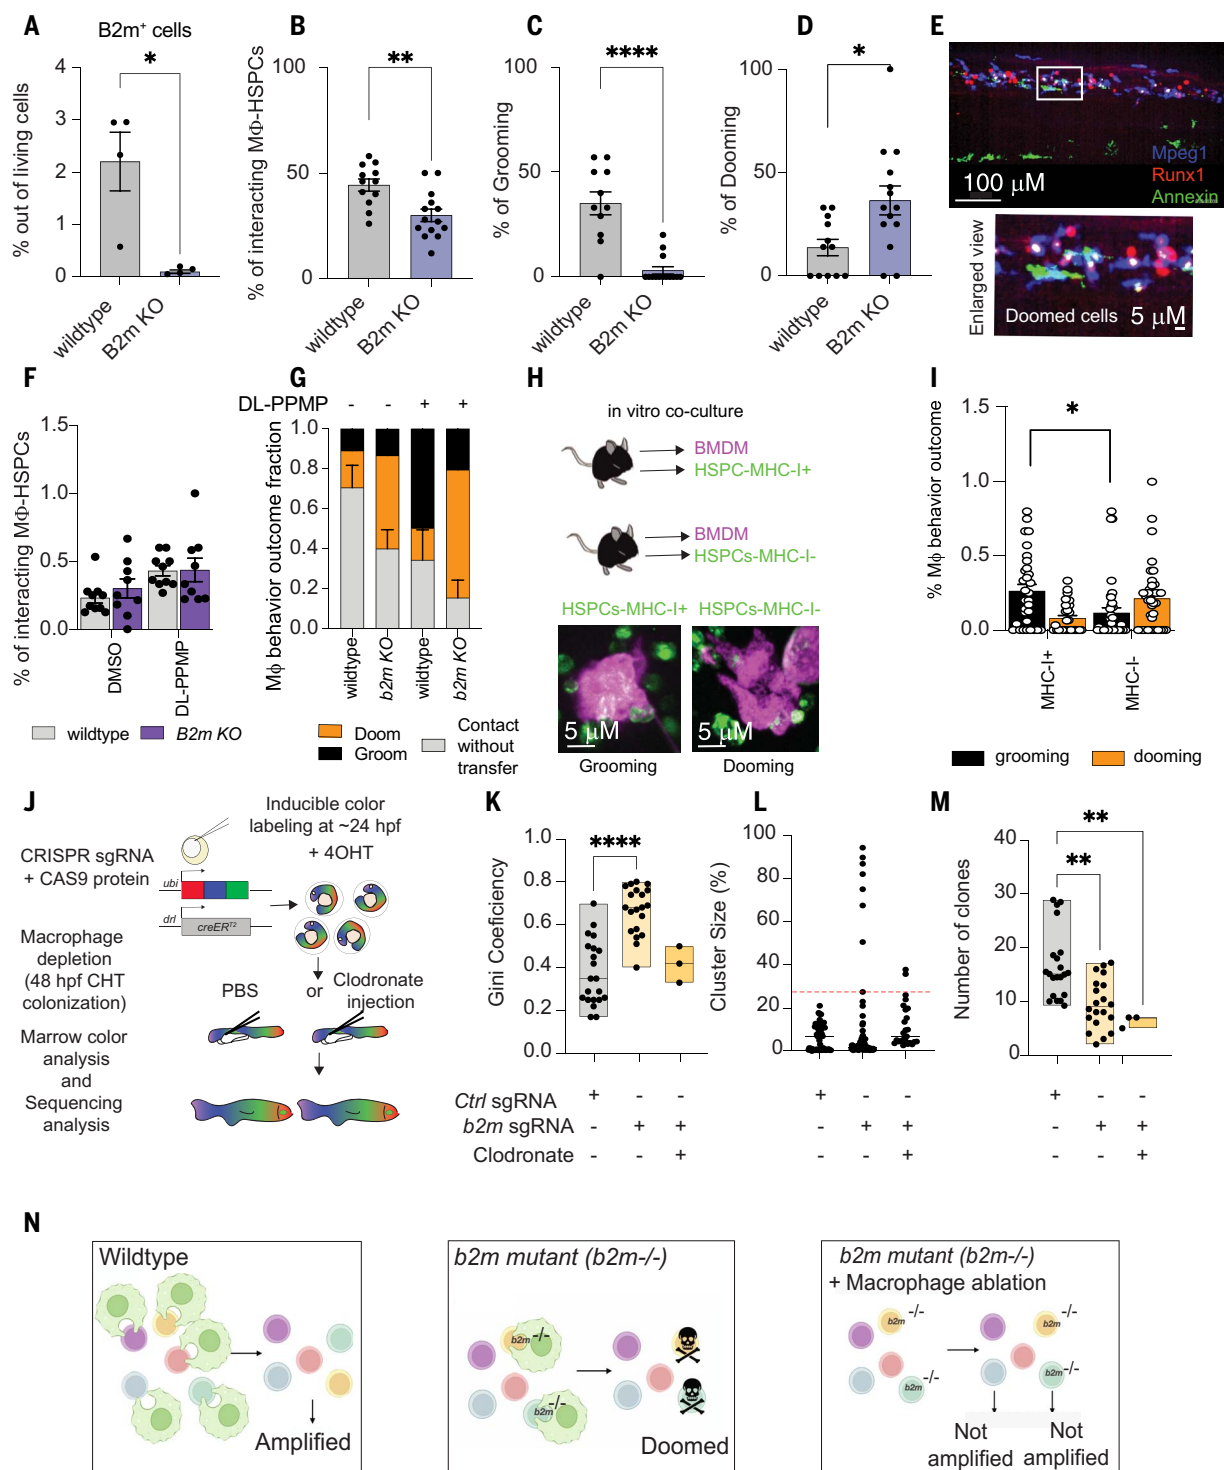 A
B2m⁺ cells
*
% out of living cells
4
3
2
1
0
wildtype
B2m KO
B
**
% of interacting MΦ-HSPCs
100
50
0
wildtype
B2m KO
C
****
% of Grooming
100
50
0
wildtype
B2m KO
D
*
% of Dooming
100
50
0
wildtype
B2m KO
E
Mpeg1
Runx1
Annexin
100 μM
Enlarged view
Doomed cells
5 μM
F
% of interacting MΦ-HSPCs
1.5
1.0
0.5
0.0
DMSO
DL-PPMP
wildtype
B2m KO
G
DL-PPMP
- - + +
Mφ behavior outcome fraction
1.0
0.8
0.6
0.4
0.2
0.0
wildtype
b2m KO
wildtype
b2m KO
Doom
Groom
Contact
without
transfer
H
in vitro co-culture
BMDM
HSPC-MHC-I+
BMDM
HSPCs-MHC-I-
HSPCs-MHC-I+
HSPCs-MHC-I-
5 μM
5 μM
Grooming
Dooming
I
*
% Mφ behavior outcome
1.5
1.0
0.5
0.0
MHC-I+
MHC-I-
grooming
dooming
J
Inducible color
labeling at ~24 hpf
+ 4OHT
CRISPR sgRNA
+ CAS9 protein
ubi
drl
creERᵀ²
Macrophage
depletion
(48 hpf CHT
colonization)
PBS
or
Clodronate
injection
Marrow color
analysis
and
Sequencing
analysis
K
****
Gini Coeficiency
1.0
0.8
0.6
0.4
0.2
0.0
Ctrl sgRNA
+ - -
b2m sgRNA
- + +
Clodronate
- - +
L
Cluster Size (%)
100
80
60
40
20
0
+ - -
- + +
- - +
M
**
**
Number of clones
40
30
20
10
0
+ - -
- + +
- - +
N
Wildtype
Amplified
b2m mutant (b2m-/-)
b2m -/-
b2m -/-
Doomed
b2m mutant (b2m-/-)
+ Macrophage ablation
b2m -/-
b2m -/-
b2m -/-
b2m -/-
Not
amplified
Not
amplified